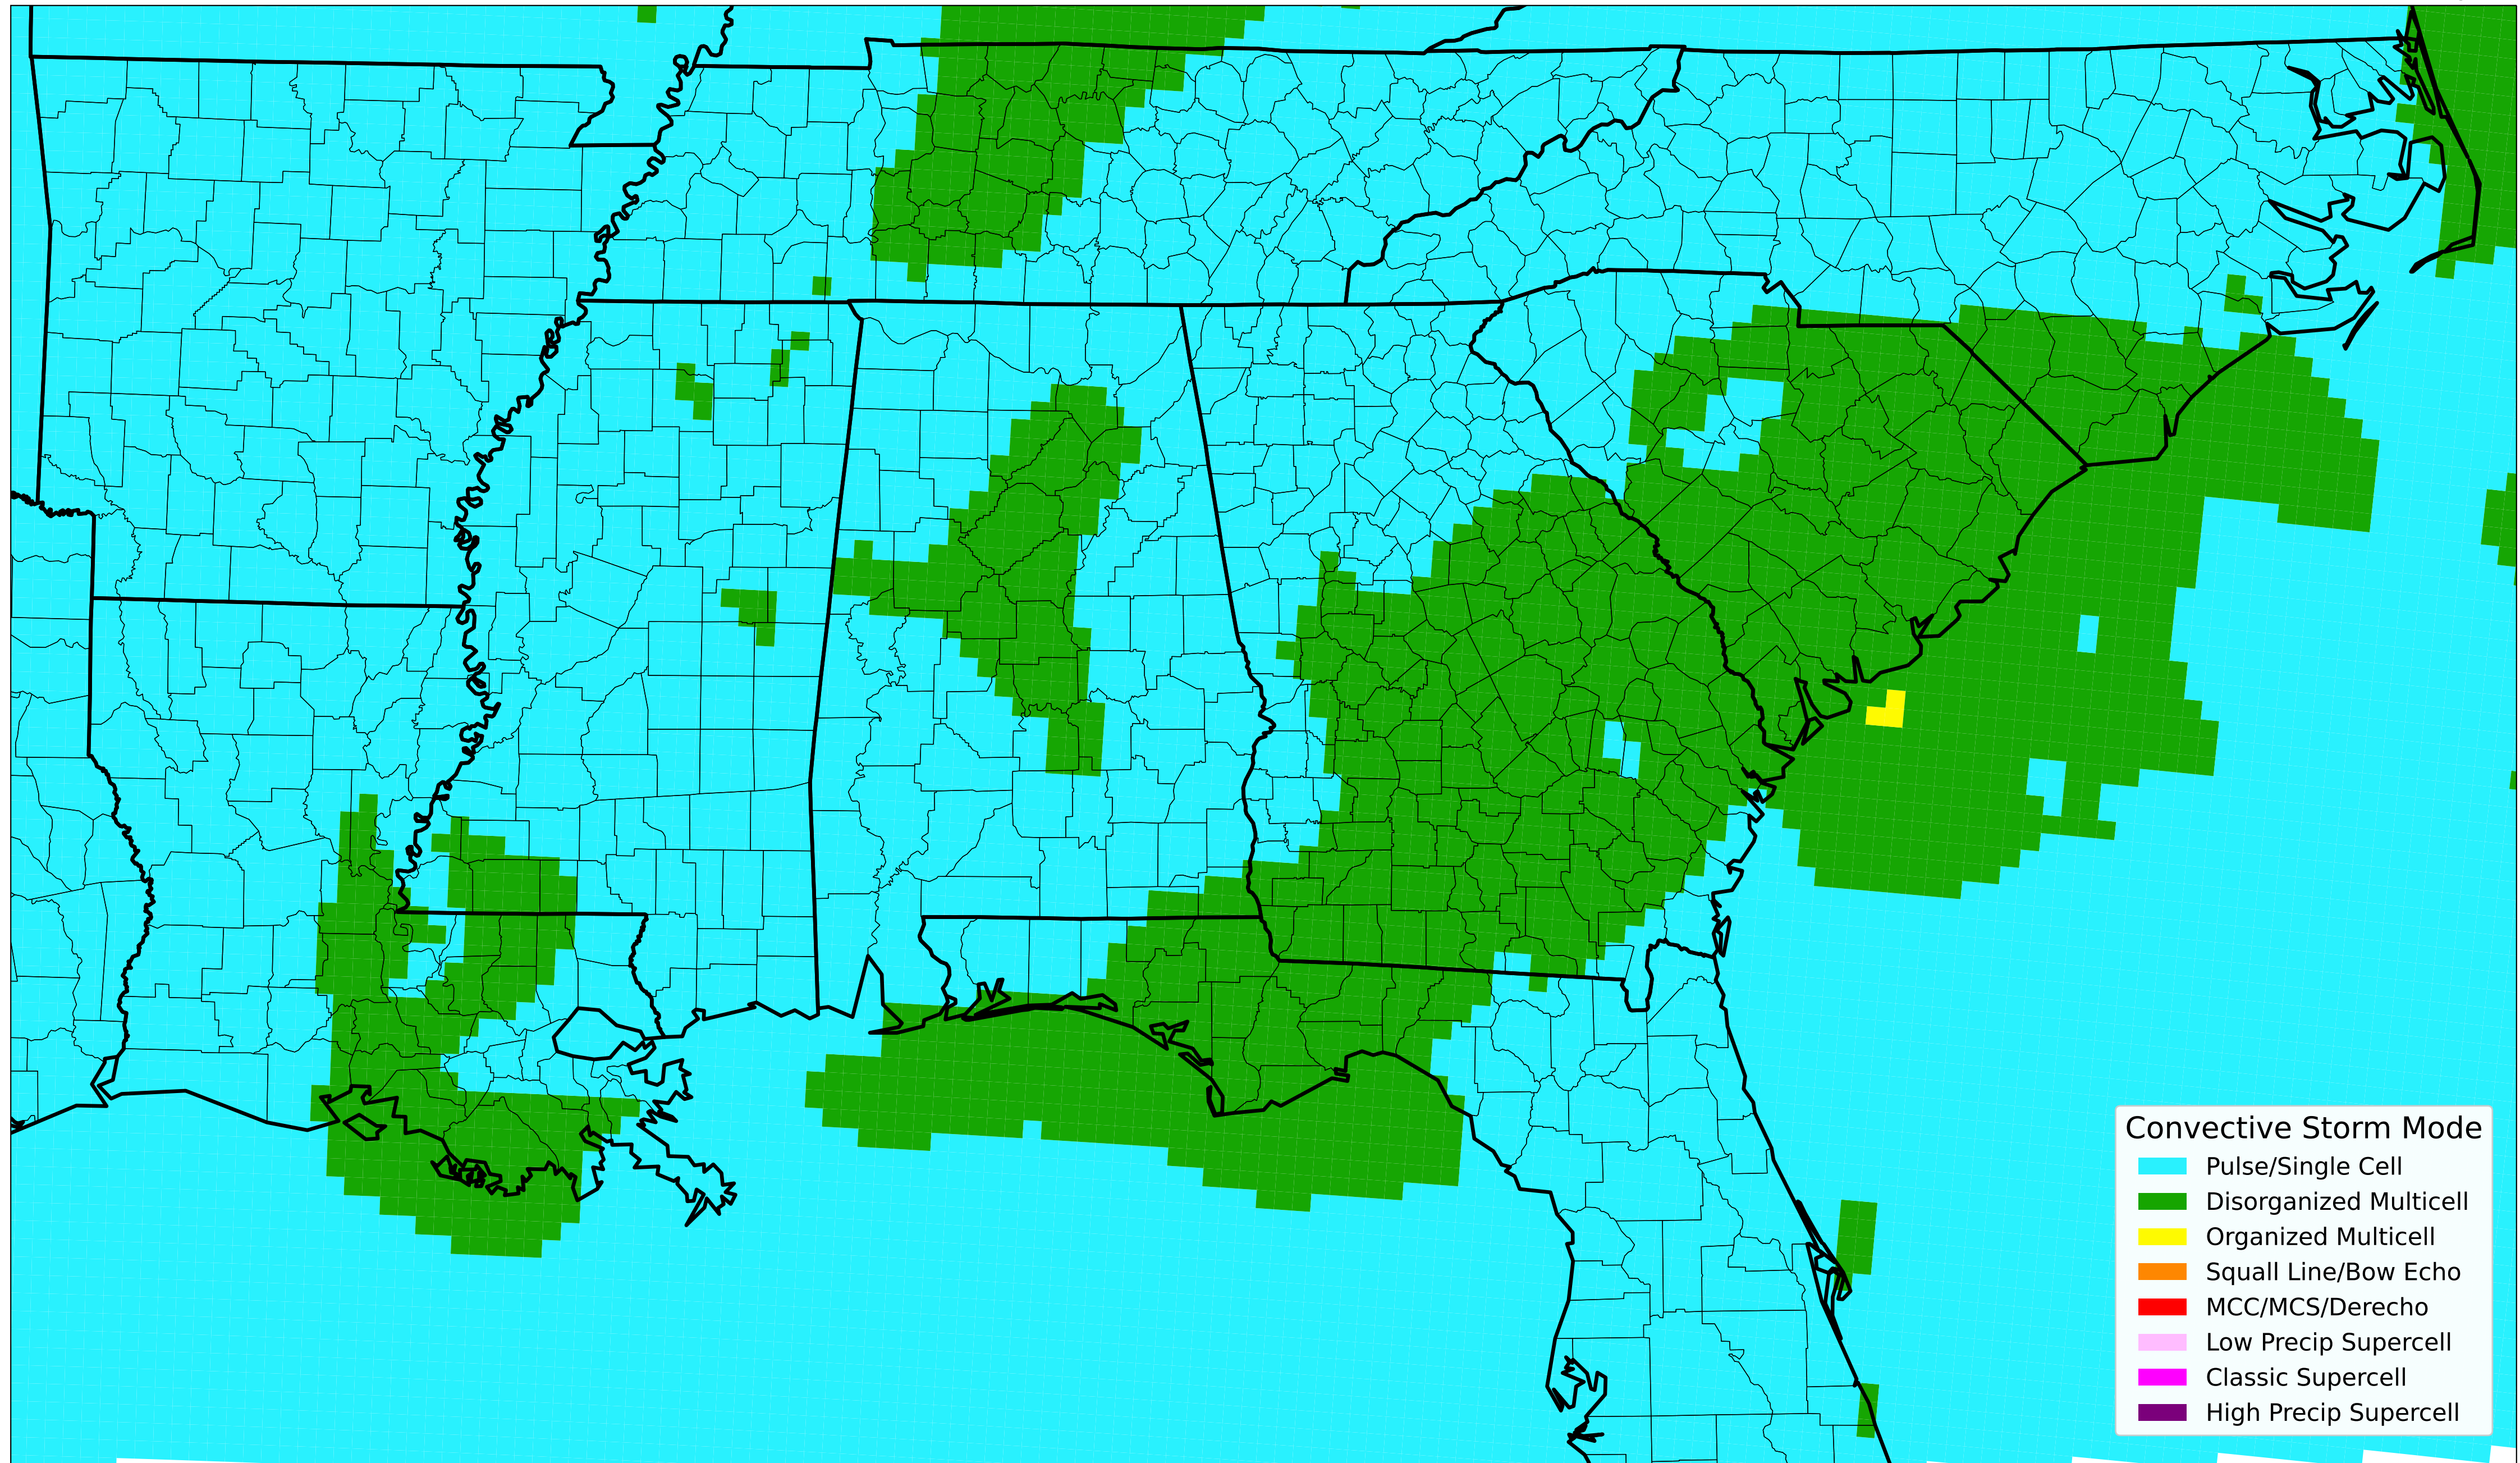 Convective Storm Mode
Pulse/Single Cell
Disorganized Multicell
Organized Multicell
Squall Line/Bow Echo
MCC/MCS/Derecho
Low Precip Supercell
Classic Supercell
High Precip Supercell